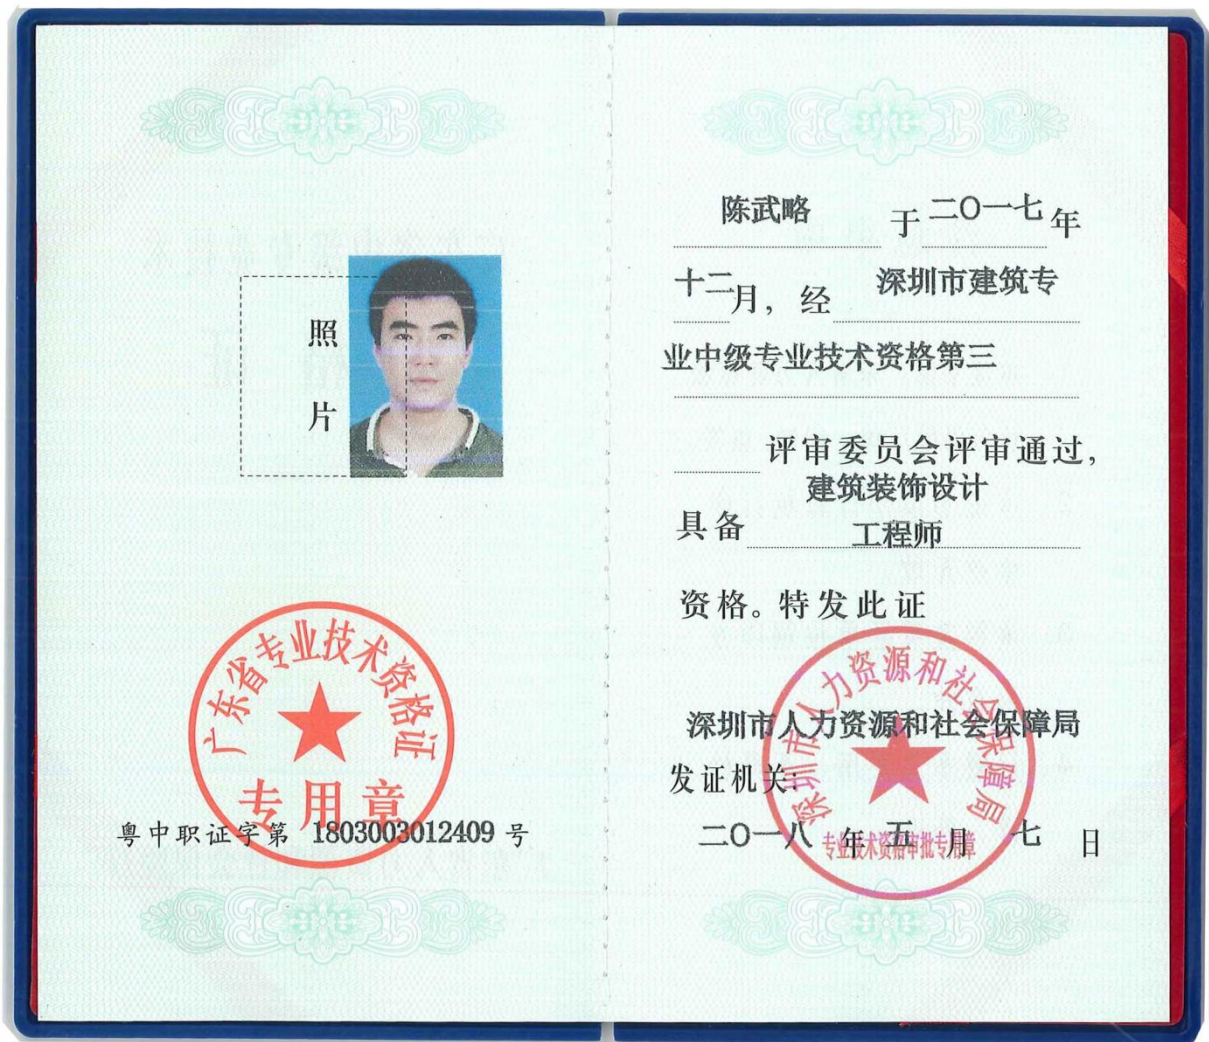 照
片
广东省专业技术资格证
专用章
粤中职证字第 1803003012409 号
陈武略 于 二〇一七 年
十二月，经 深圳市建筑专
业中级专业技术资格第三
评审委员会评审通过，
建筑装饰设计
具备 工程师
资格。特发此证
深圳市人力资源和社会保障局
深圳市人力资源和社会保障局
发证机关：
二〇一八 年 五 月 七 日
专业技术资格审批专用章